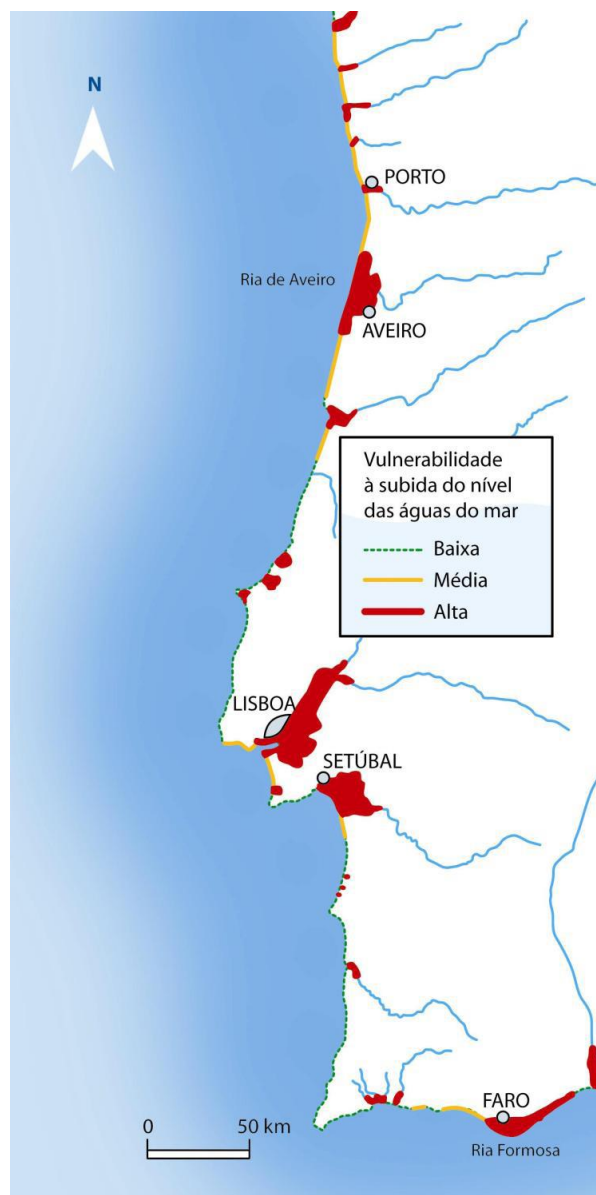 N
PORTO
Ria de Aveiro
AVEIRO
Vulnerabilidade
à subida do nível
das águas do mar
Baixa
Média
Alta
LISBOA
SETÚBAL
FARO
0 50 km
Ria Formosa